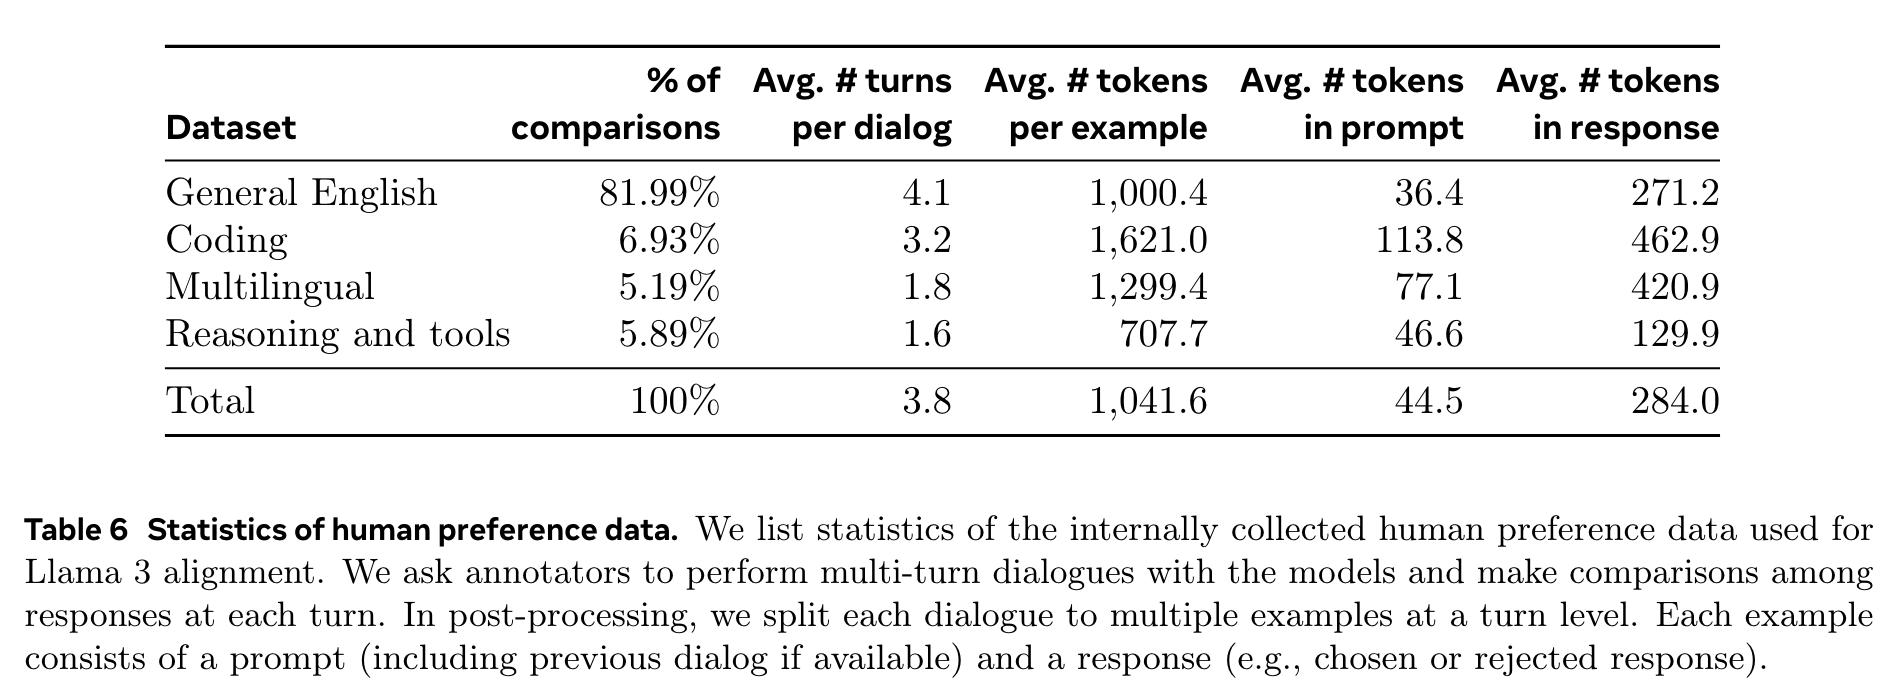 % of Avg. # turns Avg. # tokens Avg. # tokens Avg. # tokens
Dataset comparisons per dialog per example in prompt in response
General English 81.99% 4.1 1,000.4 36.4 271.2
Coding 6.93% 3.2 1,621.0 113.8 462.9
Multilingual 5.19% 1.8 1,299.4 77.1 420.9
Reasoning and tools 5.89% 1.6 707.7 46.6 129.9
Total 100% 3.8 1,041.6 44.5 284.0
Table 6 Statistics of human preference data. We list statistics of the internally collected human preference data used for
Llama 3 alignment. We ask annotators to perform multi-turn dialogues with the models and make comparisons among
responses at each turn. In post-processing, we split each dialogue to multiple examples at a turn level. Each example
consists of a prompt (including previous dialog if available) and a response (e.g., chosen or rejected response).